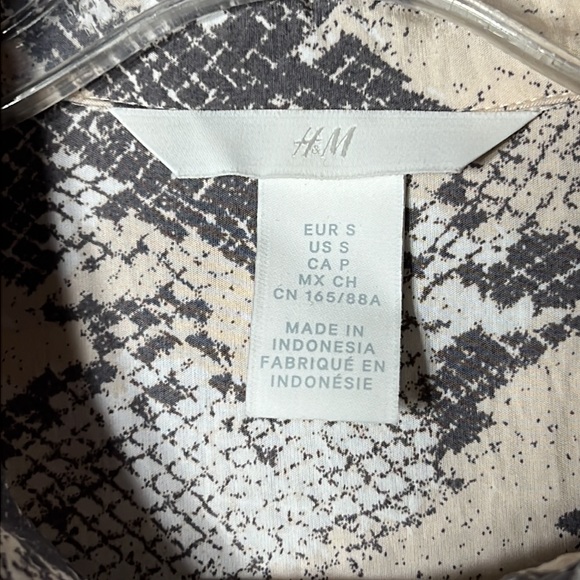 H&M
EUR S
US S
CA P
MX CH
CN 165/88A
MADE IN
INDONESIA
FABRIQUÉ EN
INDONÉSIE